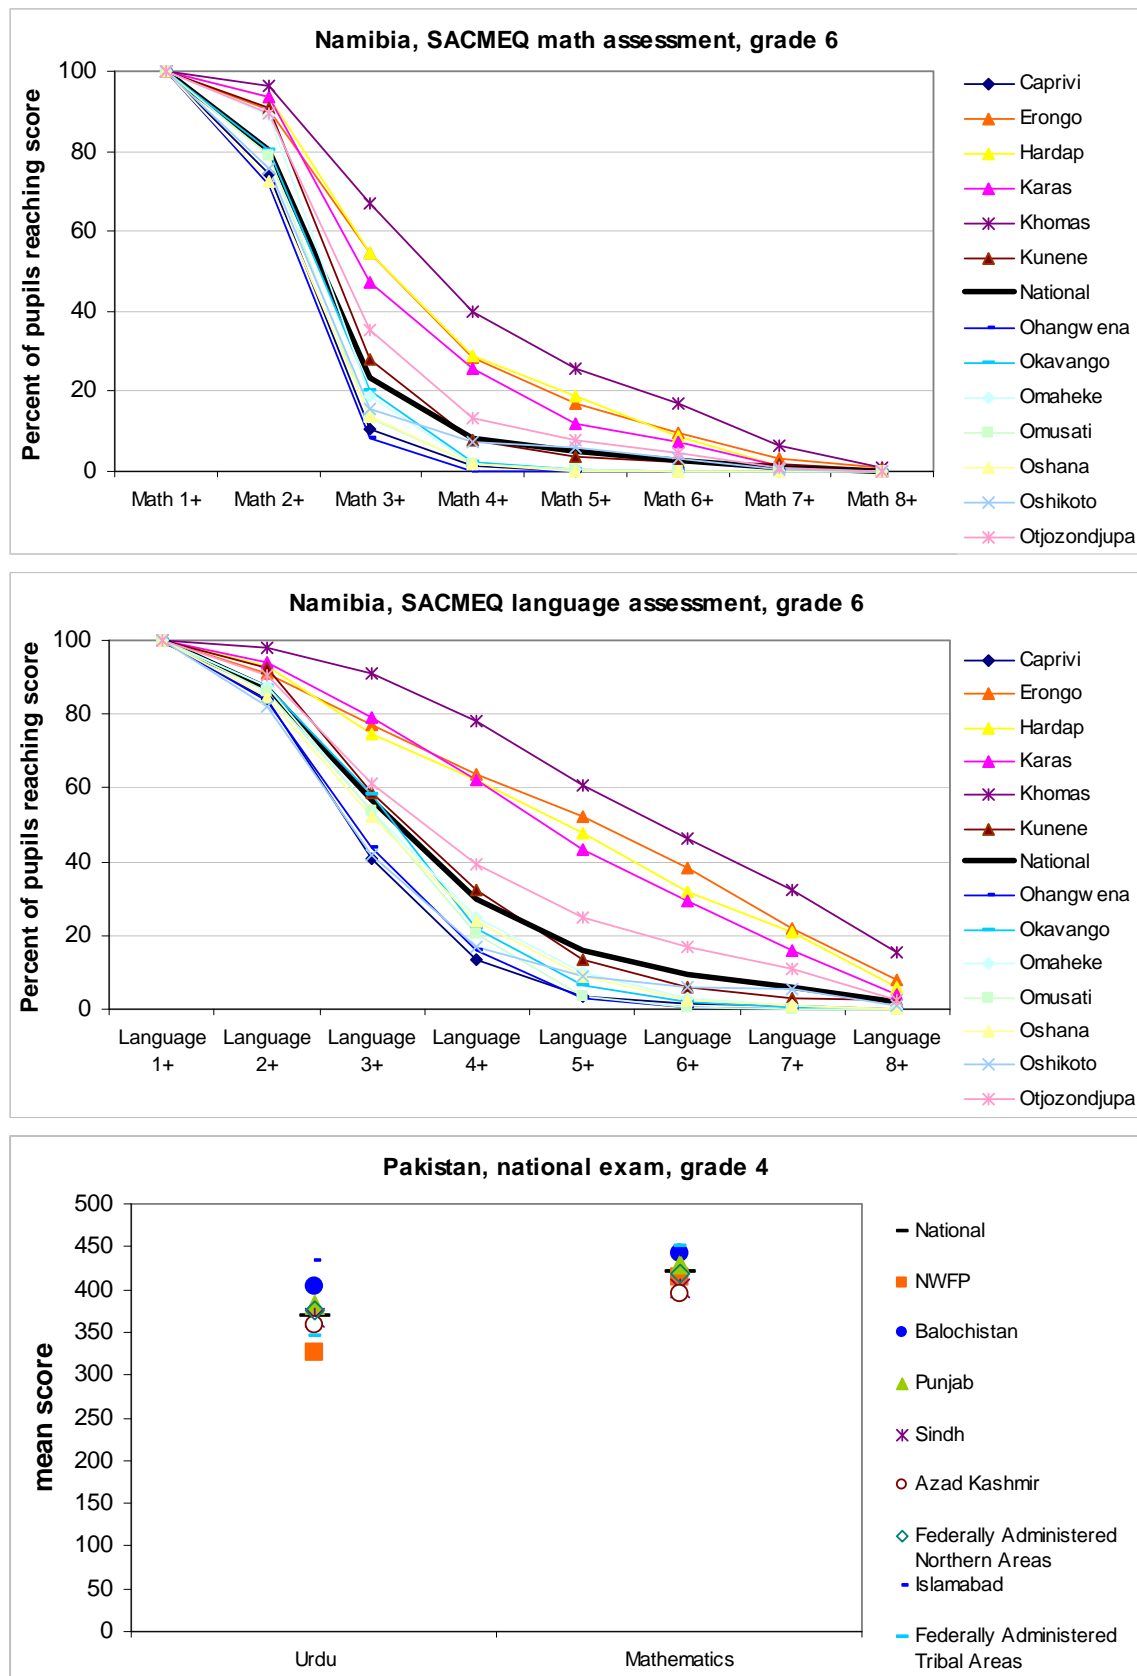 Namibia, SACMEQ math assessment, grade 6
Percent of pupils reaching score
100
80
60
40
20
0
Math 1+ Math 2+ Math 3+ Math 4+ Math 5+ Math 6+ Math 7+ Math 8+
Caprivi
Erongo
Hardap
Karas
Khomas
Kunene
National
Ohangw ena
Okavango
Omaheke
Omusati
Oshana
Oshikoto
Otjozondjupa
Namibia, SACMEQ language assessment, grade 6
Percent of pupils reaching score
100
80
60
40
20
0
Language Language Language Language Language Language Language Language
1+ 2+ 3+ 4+ 5+ 6+ 7+ 8+
Caprivi
Erongo
Hardap
Karas
Khomas
Kunene
National
Ohangw ena
Okavango
Omaheke
Omusati
Oshana
Oshikoto
Otjozondjupa
Pakistan, national exam, grade 4
mean score
500
450
400
350
300
250
200
150
100
50
0
Urdu Mathematics
National
NWFP
Balochistan
Punjab
Sindh
Azad Kashmir
Federally Administered
Northern Areas
Islamabad
Federally Administered
Tribal Areas